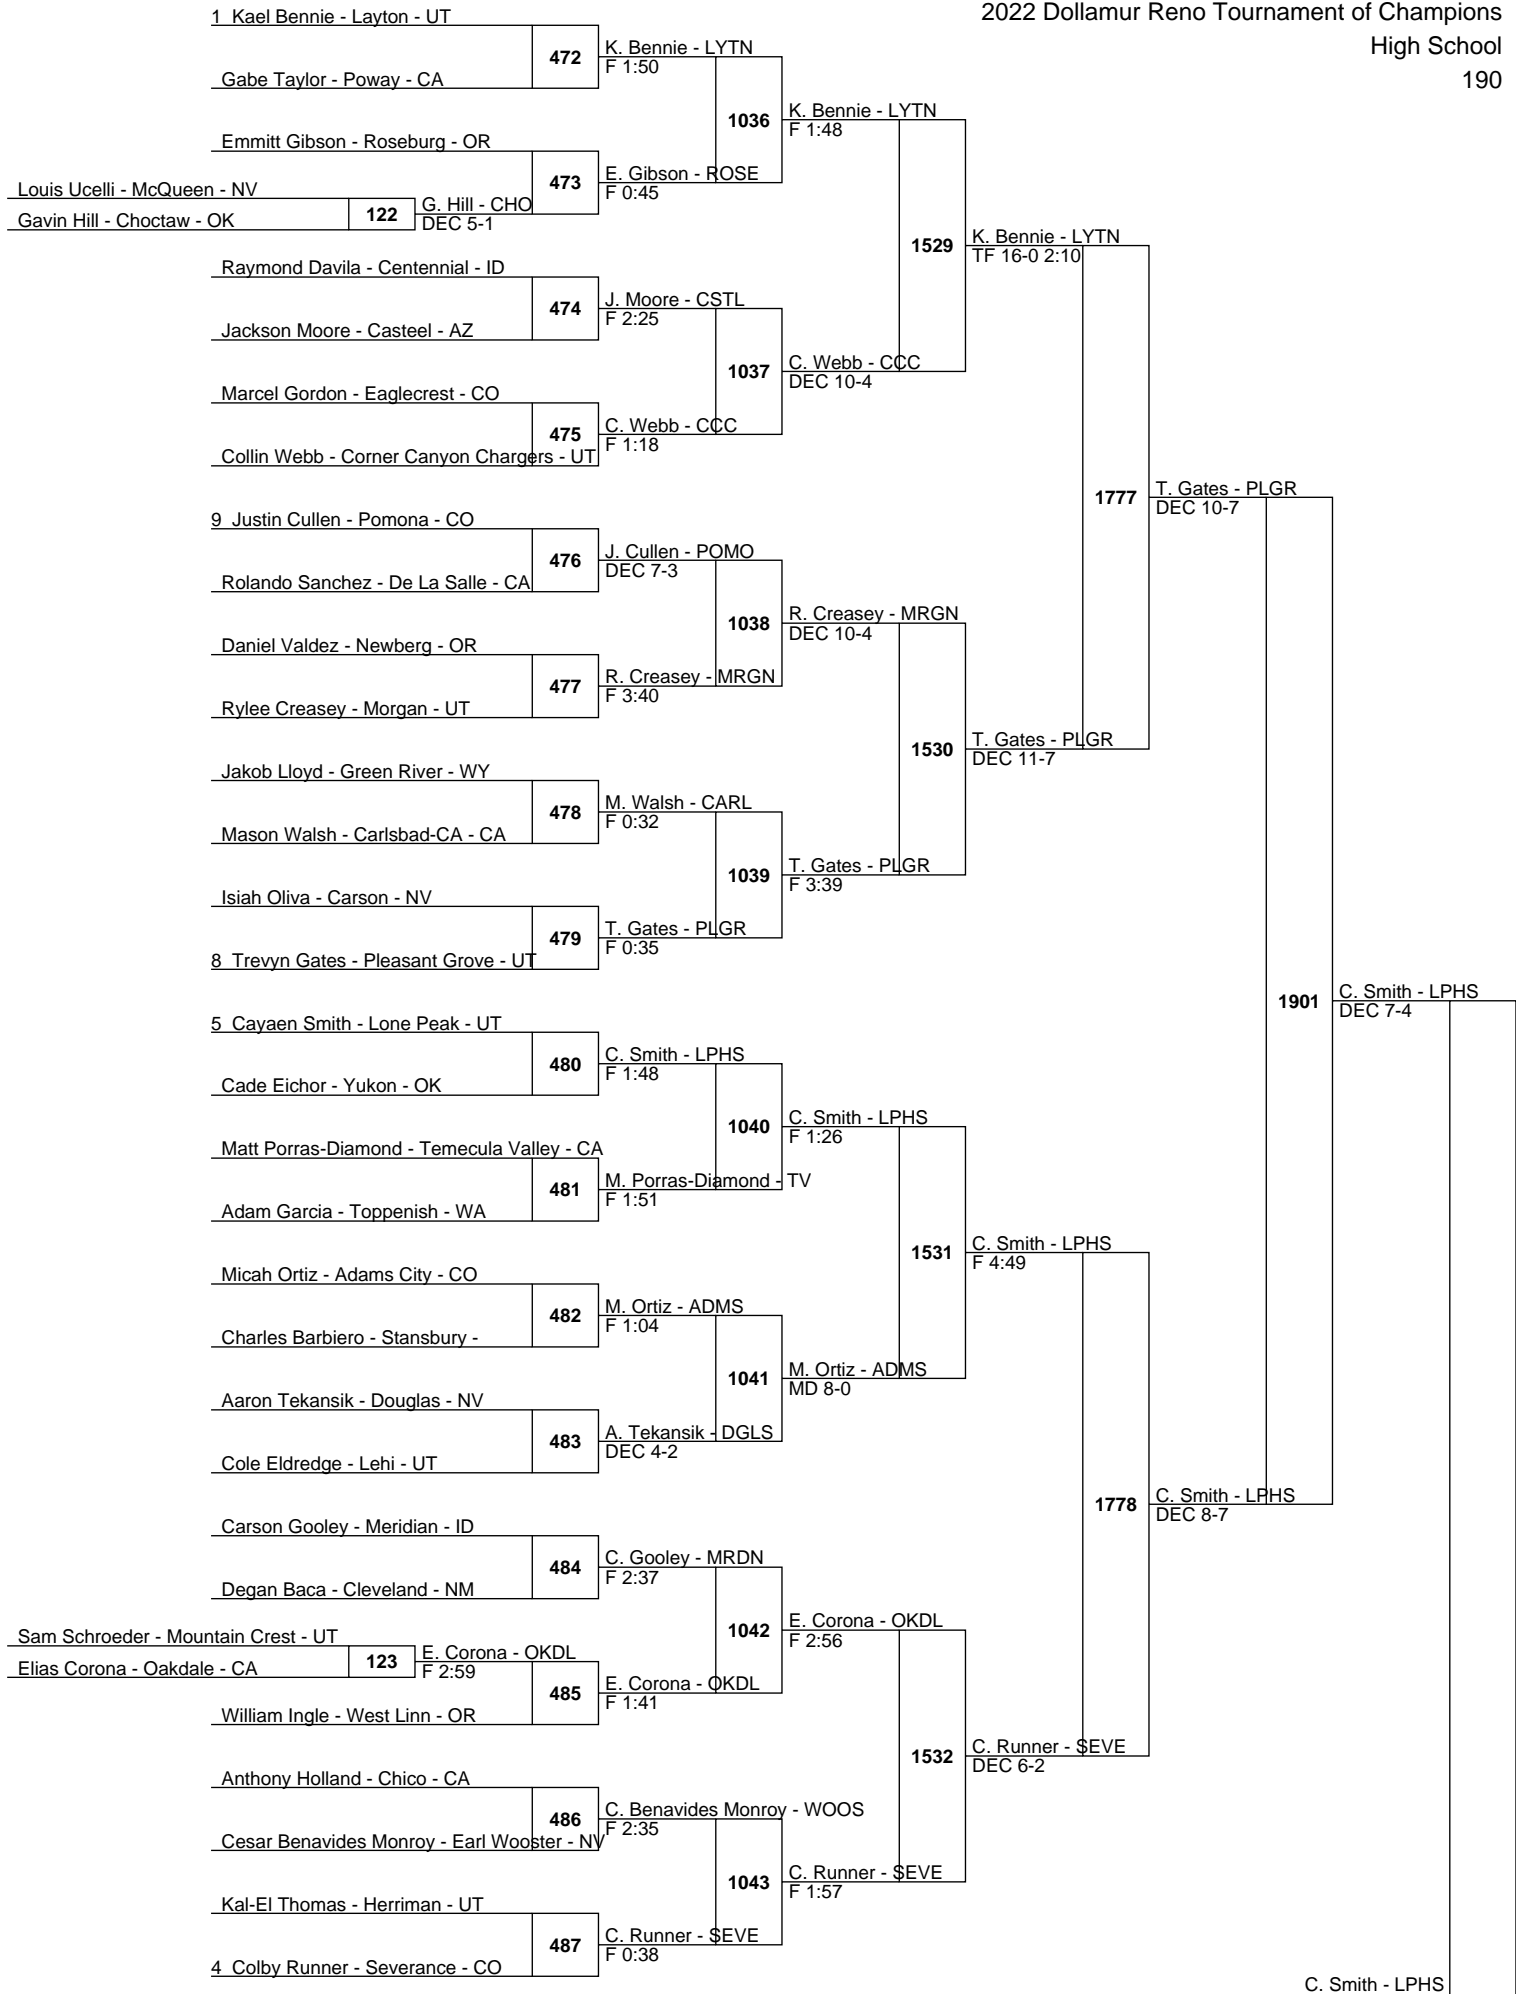 2022 Dollamur Reno Tournament of Champions
High School
190
1 Kael Bennie - Layton - UT
472
K. Bennie - LYTN
F 1:50
Gabe Taylor - Poway - CA
1036
K. Bennie - LYTN
F 1:48
Emmitt Gibson - Roseburg - OR
473
E. Gibson - ROSE
F 0:45
Louis Ucelli - McQueen - NV
122
G. Hill - CHO
DEC 5-1
Gavin Hill - Choctaw - OK
1529
K. Bennie - LYTN
TF 16-0 2:10
Raymond Davila - Centennial - ID
474
J. Moore - CSTL
F 2:25
Jackson Moore - Casteel - AZ
1037
C. Webb - CCC
DEC 10-4
Marcel Gordon - Eaglecrest - CO
475
C. Webb - CCC
F 1:18
Collin Webb - Corner Canyon Chargers - UT
1777
T. Gates - PLGR
DEC 10-7
9 Justin Cullen - Pomona - CO
476
J. Cullen - POMO
DEC 7-3
Rolando Sanchez - De La Salle - CA
1038
R. Creasey - MRGN
DEC 10-4
Daniel Valdez - Newberg - OR
477
R. Creasey - MRGN
F 3:40
Rylee Creasey - Morgan - UT
1530
T. Gates - PLGR
DEC 11-7
Jakob Lloyd - Green River - WY
478
M. Walsh - CARL
F 0:32
Mason Walsh - Carlsbad-CA - CA
1039
T. Gates - PLGR
F 3:39
Isiah Oliva - Carson - NV
479
T. Gates - PLGR
F 0:35
8 Trevyn Gates - Pleasant Grove - UT
1901
C. Smith - LPHS
DEC 7-4
5 Cayaen Smith - Lone Peak - UT
480
C. Smith - LPHS
F 1:48
Cade Eichor - Yukon - OK
1040
C. Smith - LPHS
F 1:26
Matt Porras-Diamond - Temecula Valley - CA
481
M. Porras-Diamond - TV
F 1:51
Adam Garcia - Toppenish - WA
1531
C. Smith - LPHS
F 4:49
Micah Ortiz - Adams City - CO
482
M. Ortiz - ADMS
F 1:04
Charles Barbiero - Stansbury -
1041
M. Ortiz - ADMS
MD 8-0
Aaron Tekansik - Douglas - NV
483
A. Tekansik - DGLS
DEC 4-2
Cole Eldredge - Lehi - UT
1778
C. Smith - LPHS
DEC 8-7
Carson Gooley - Meridian - ID
484
C. Gooley - MRDN
F 2:37
Degan Baca - Cleveland - NM
1042
E. Corona - OKDL
F 2:56
Sam Schroeder - Mountain Crest - UT
123
E. Corona - OKDL
F 2:59
Elias Corona - Oakdale - CA
485
E. Corona - OKDL
F 1:41
William Ingle - West Linn - OR
1532
C. Runner - SEVE
DEC 6-2
Anthony Holland - Chico - CA
486
C. Benavides Monroy - WOOS
F 2:35
Cesar Benavides Monroy - Earl Wooster - NV
1043
C. Runner - SEVE
F 1:57
Kal-El Thomas - Herriman - UT
487
C. Runner - SEVE
F 0:38
4 Colby Runner - Severance - CO
C. Smith - LPHS